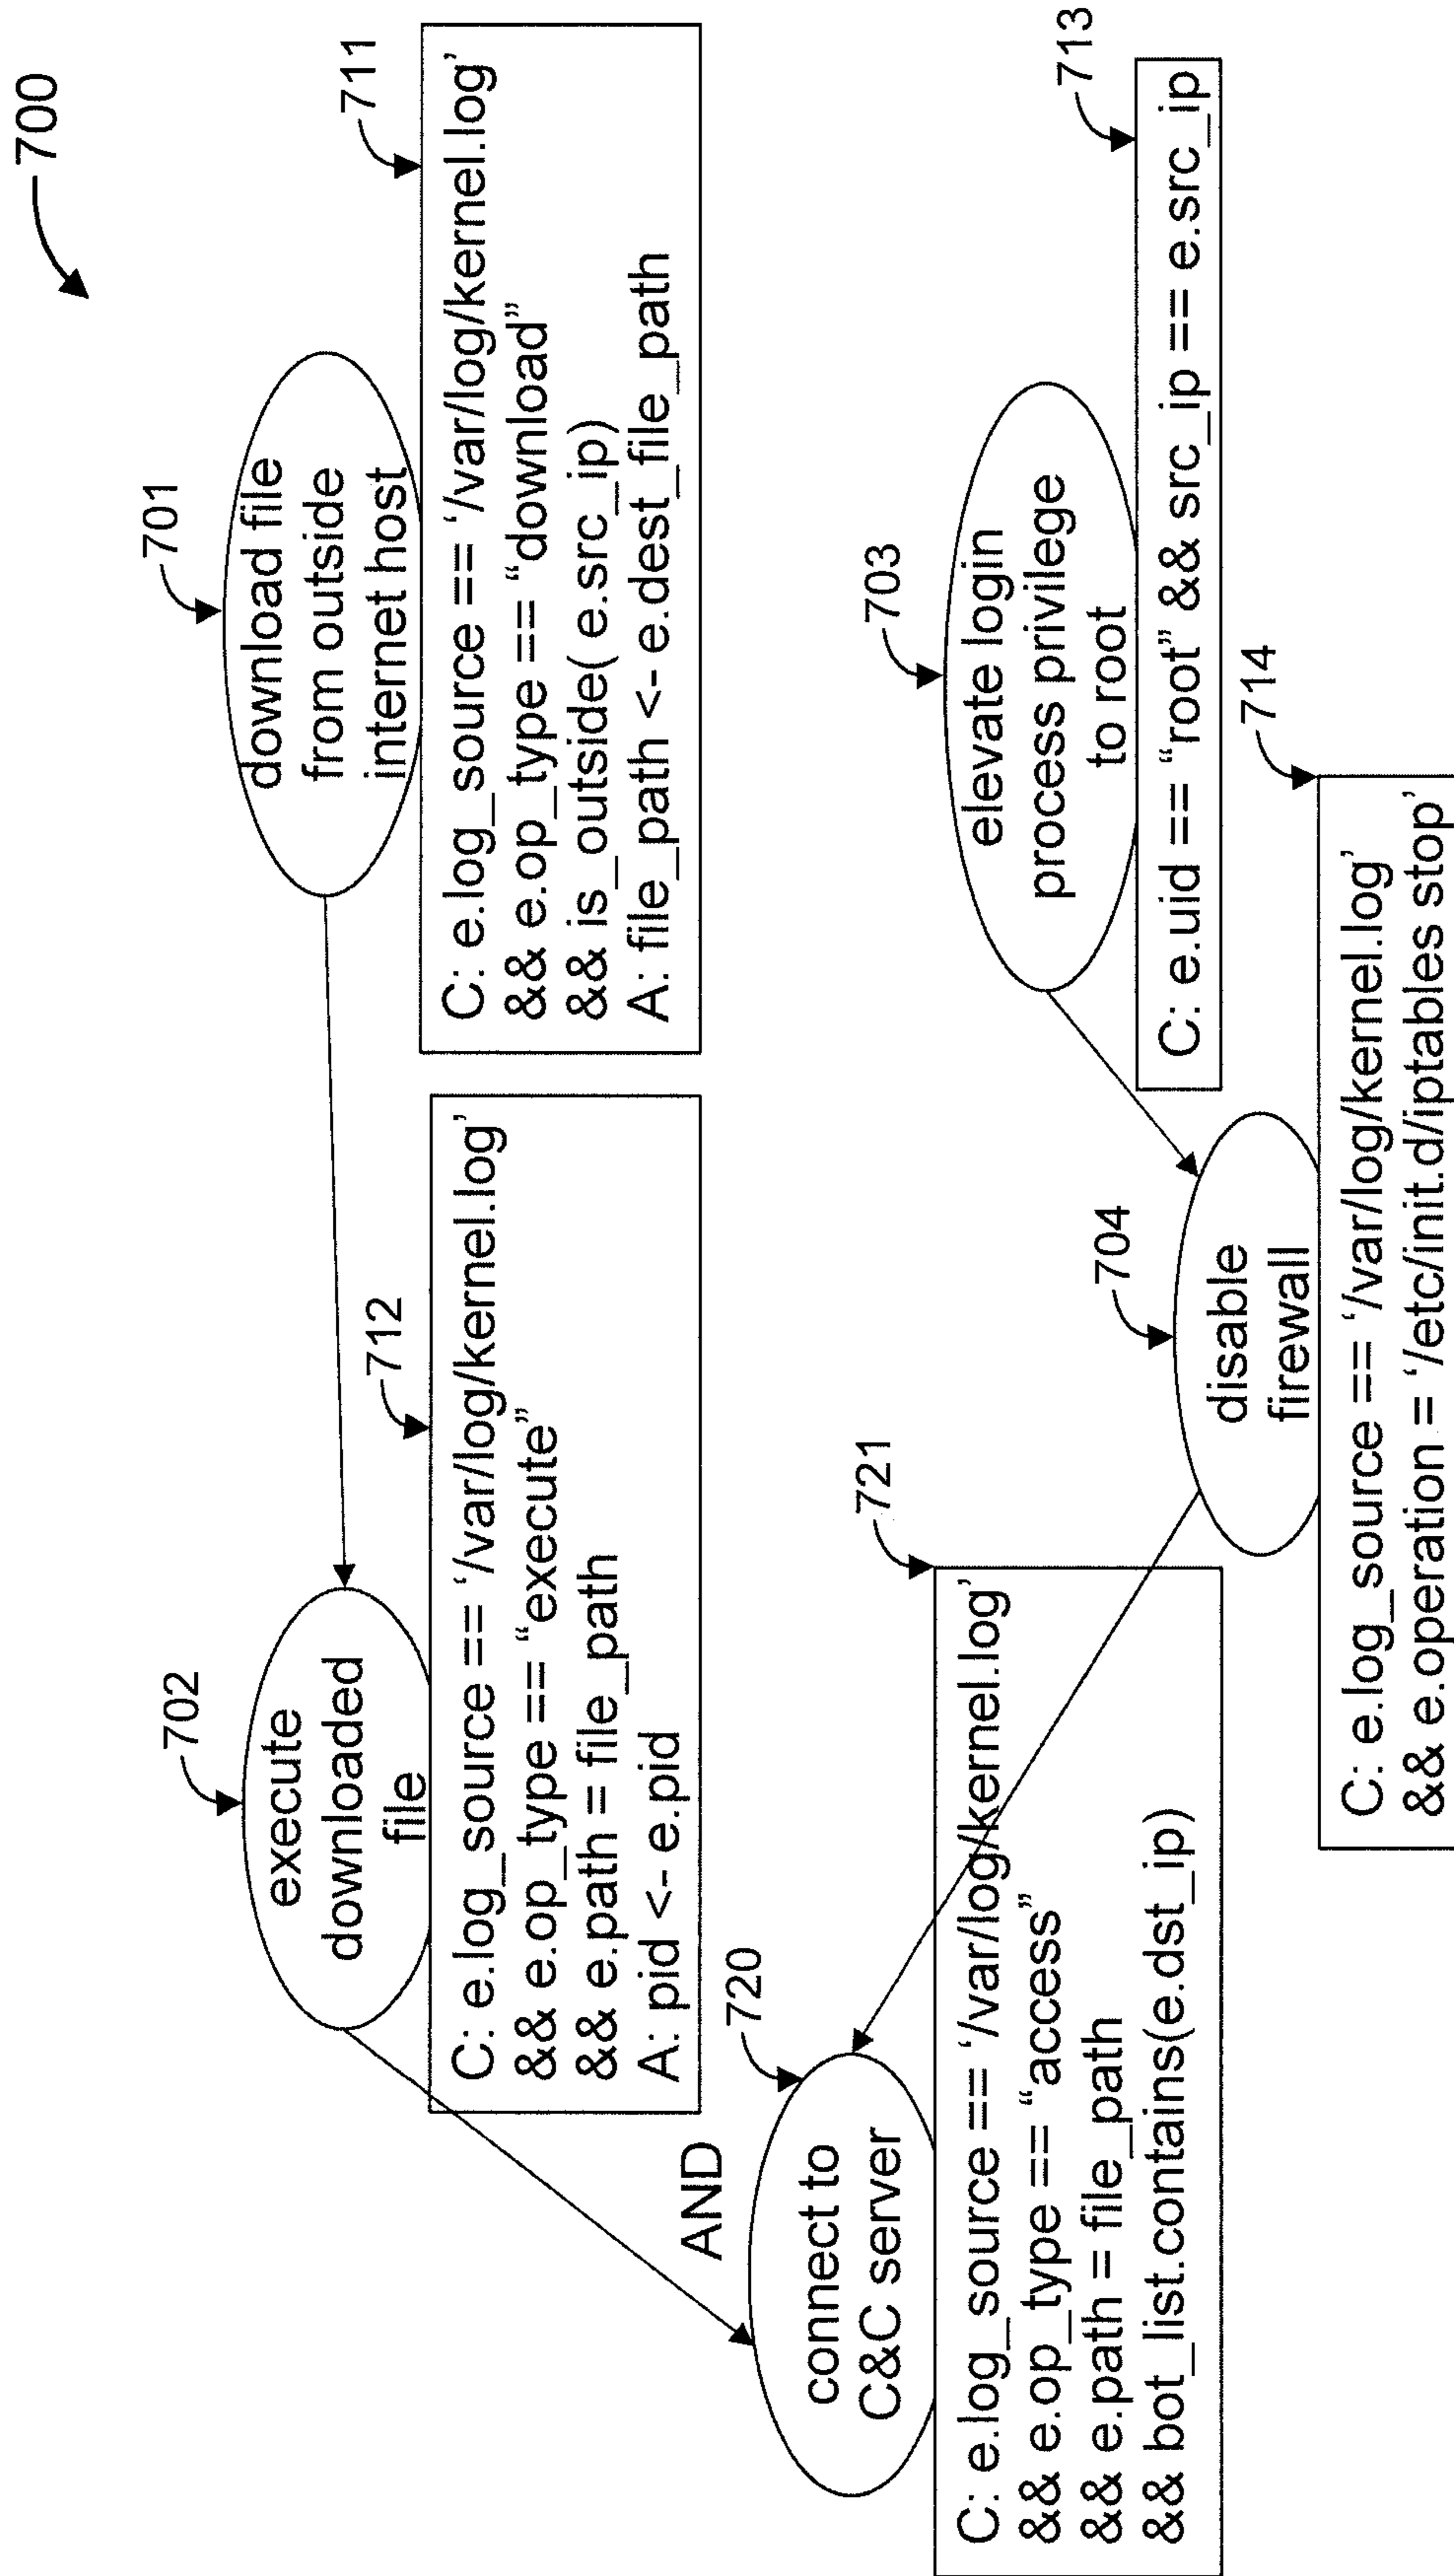 700
701
download file
from outside
internet host
711
C: e.log_source == ‘/var/log/kernel.log’
&& e.op_type == “download”
&& is_outside( e.src_ip)
A: file_path <- e.dest_file_path
702
execute
downloaded
file
712
C: e.log_source == ‘/var/log/kernel.log’
&& e.op_type == “execute”
&& e.path = file_path
A: pid <- e.pid
703
elevate login
process privilege
to root
713
C: e.uid == “root” && src_ip == e.src_ip
704
disable
firewall
714
C: e.log_source == ‘/var/log/kernel.log’
&& e.operation = ‘/etc/init.d/iptables stop’
AND
720
connect to
C&C server
721
C: e.log_source == ‘/var/log/kernel.log’
&& e.op_type == “access”
&& e.path = file_path
&& bot_list.contains(e.dst_ip)